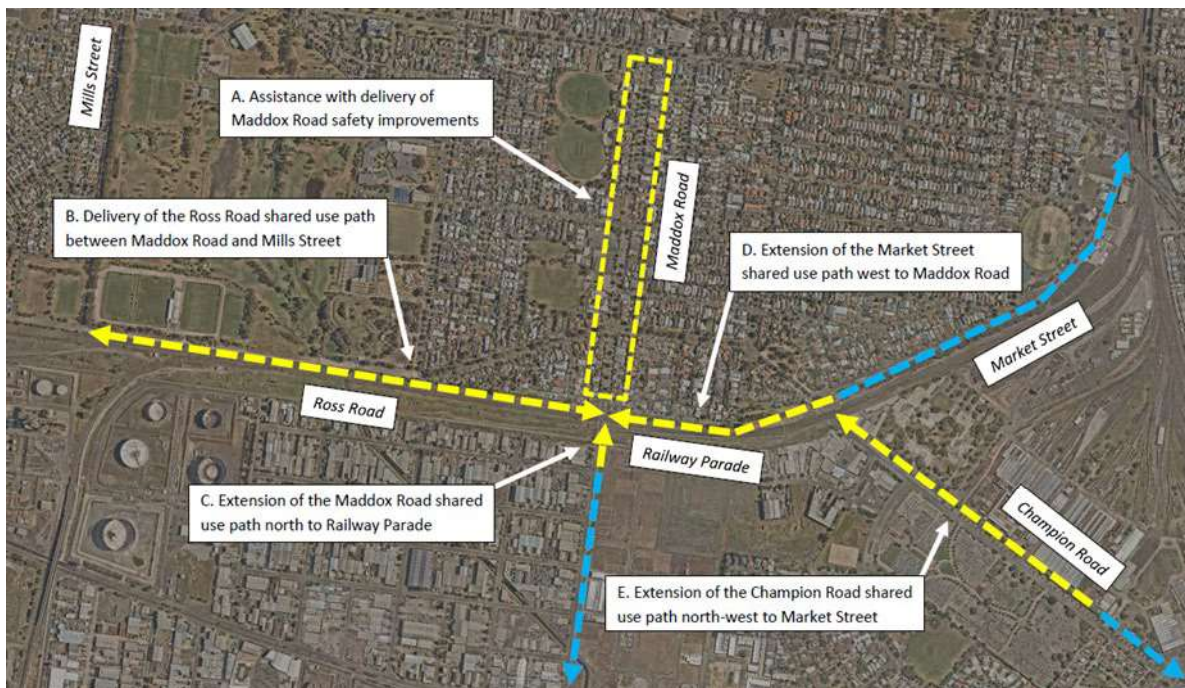 Mills Street
A. Assistance with delivery of
Maddox Road safety improvements
B. Delivery of the Ross Road shared use path
between Maddox Road and Mills Street
Maddox Road
D. Extension of the Market Street
shared use path west to Maddox Road
Market Street
Ross Road
Railway Parade
C. Extension of the Maddox Road shared
use path north to Railway Parade
Champion Road
E. Extension of the Champion Road shared
use path north-west to Market Street